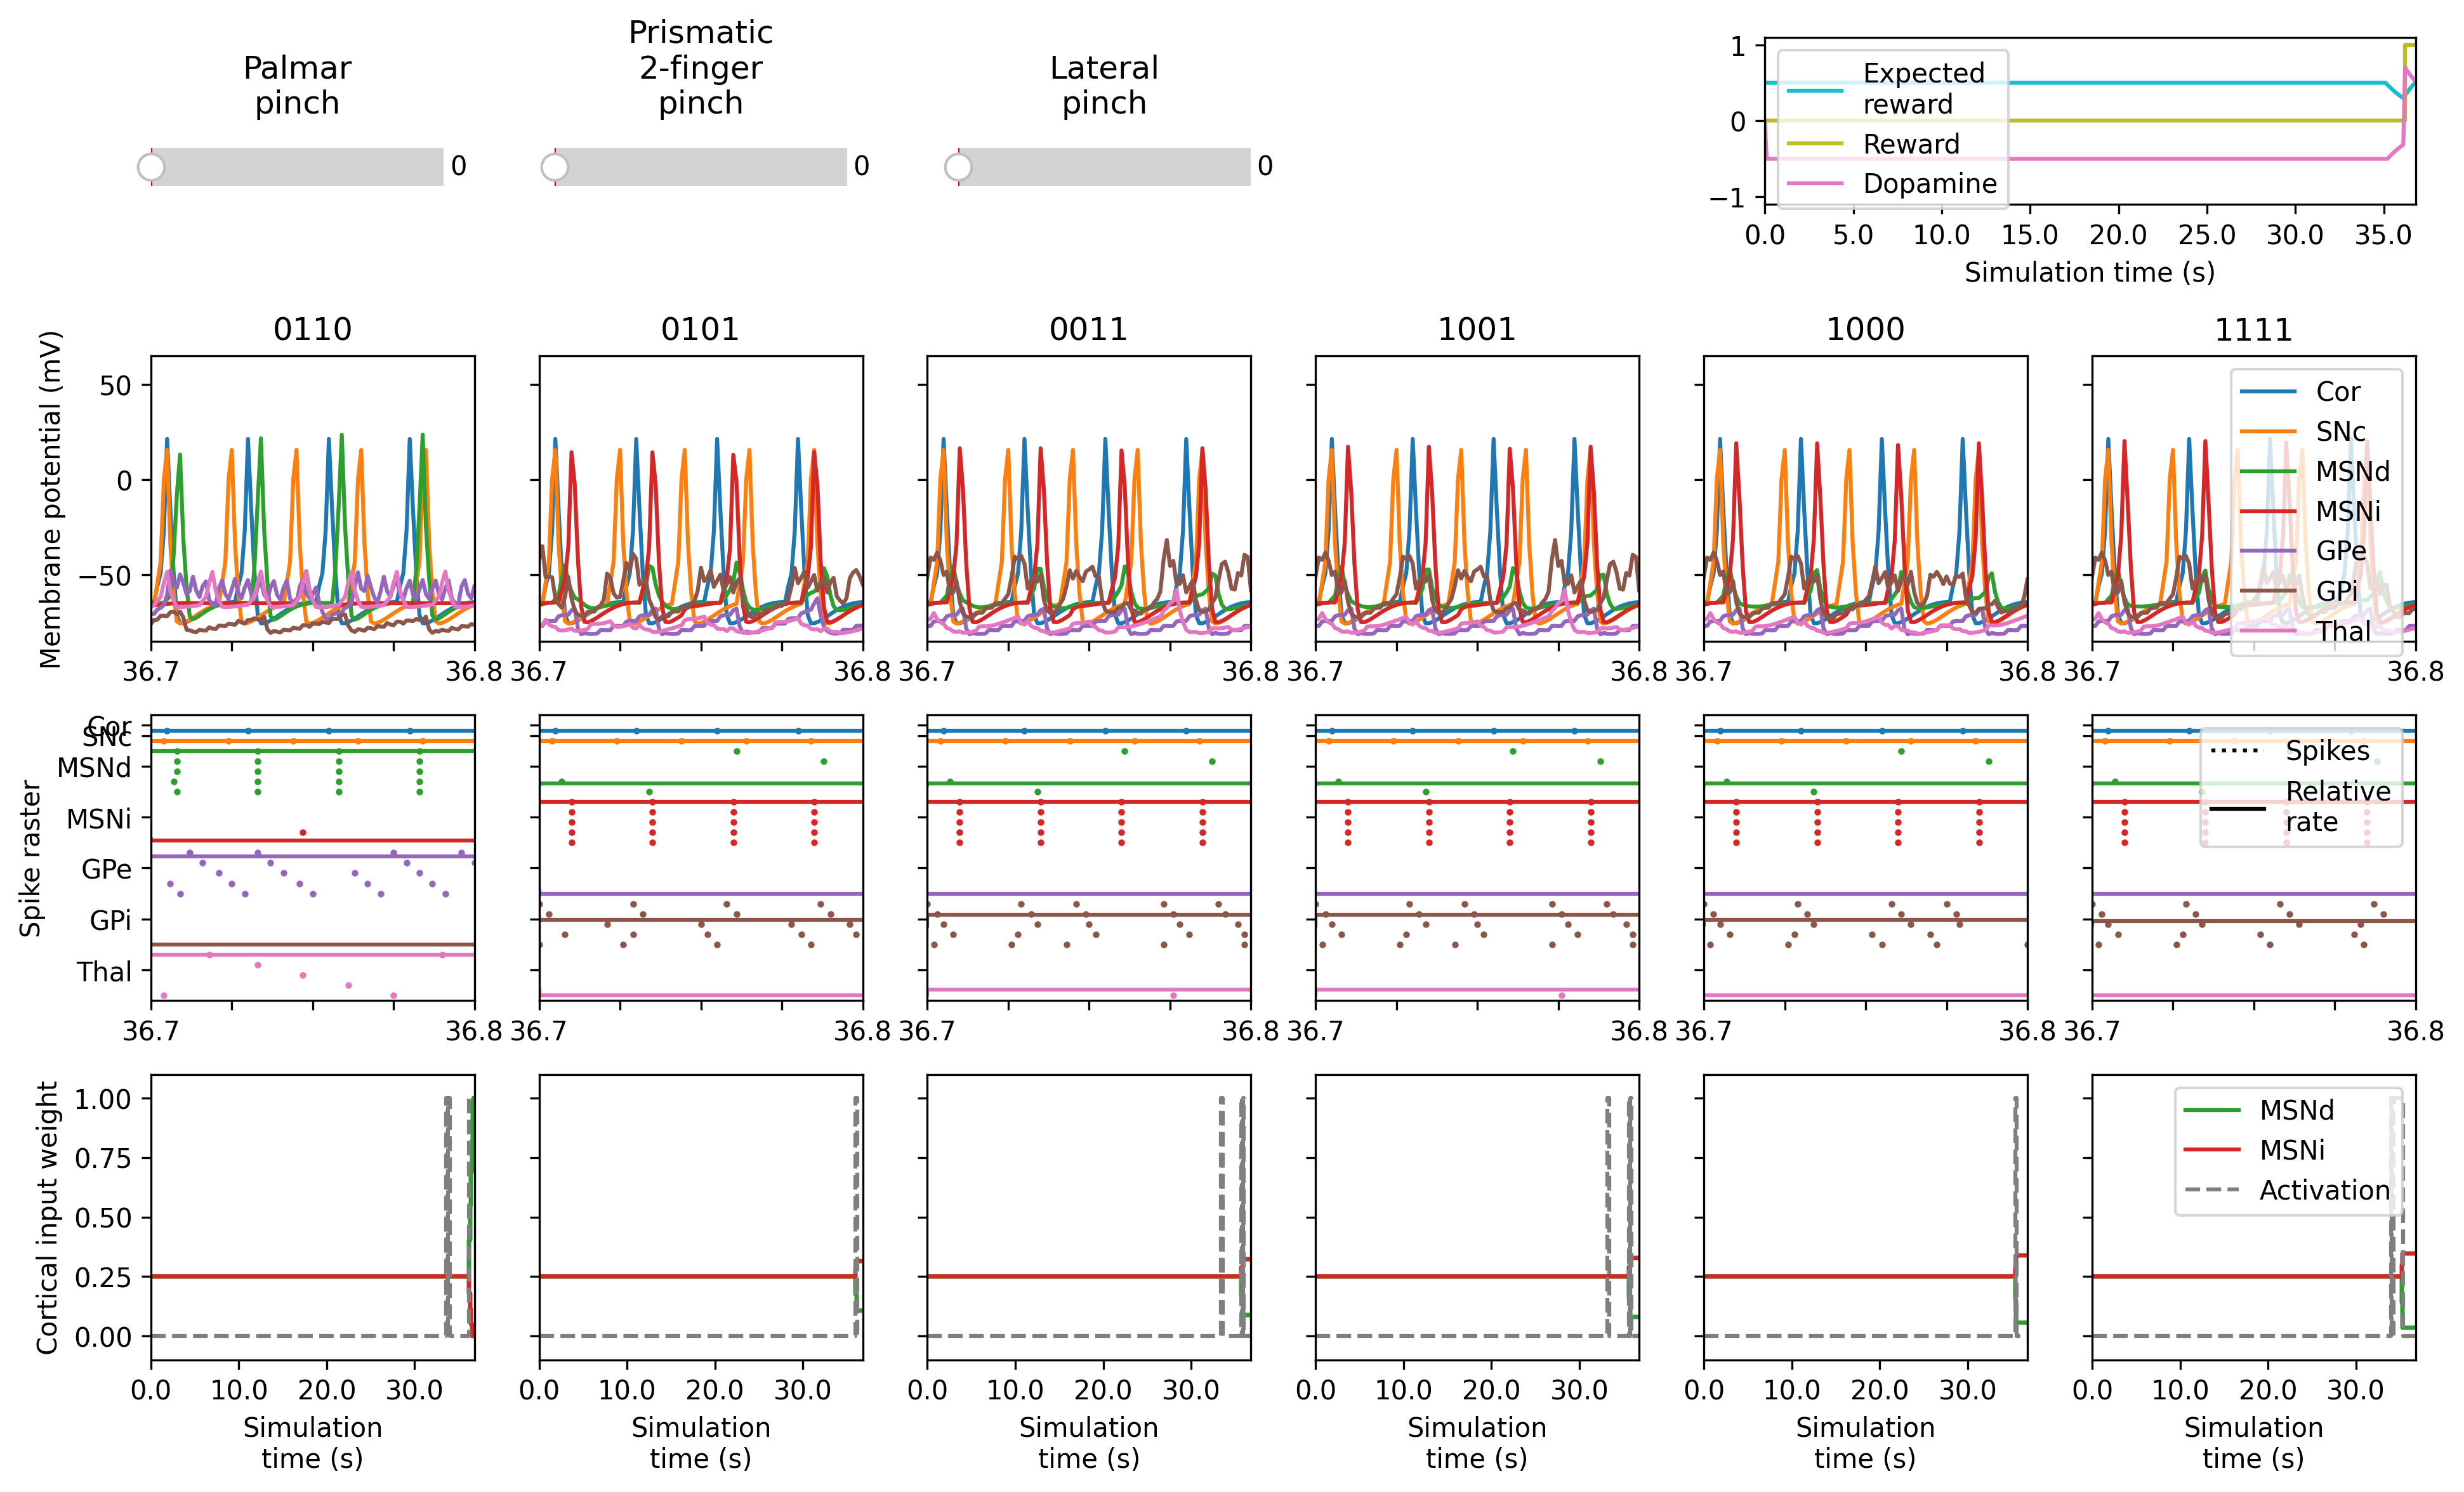 Palmar
pinch
0
Prismatic
2-finger
pinch
0
Lateral
pinch
0
1
0
−1
Expected
reward
Reward
Dopamine
0.0 5.0 10.0 15.0 20.0 25.0 30.0 35.0
Simulation time (s)
0110 0101 0011 1001 1000 1111
Membrane potential (mV)
50
0
−50
Cor
SNc
MSNd
MSNi
GPe
GPi
Thal
36.7 36.8 36.7 36.8 36.7 36.8 36.7 36.8 36.7 36.8 36.7 36.8
Spike raster
Cor
SNc
MSNd
MSNi
GPe
GPi
Thal
Spikes
Relative
rate
36.7 36.8 36.7 36.8 36.7 36.8 36.7 36.8 36.7 36.8 36.7 36.8
Cortical input weight
1.00
0.75
0.50
0.25
0.00
MSNd
MSNi
Activation
0.0 10.0 20.0 30.0 0.0 10.0 20.0 30.0 0.0 10.0 20.0 30.0 0.0 10.0 20.0 30.0 0.0 10.0 20.0 30.0 0.0 10.0 20.0 30.0
Simulation
time (s)
Simulation
time (s)
Simulation
time (s)
Simulation
time (s)
Simulation
time (s)
Simulation
time (s)